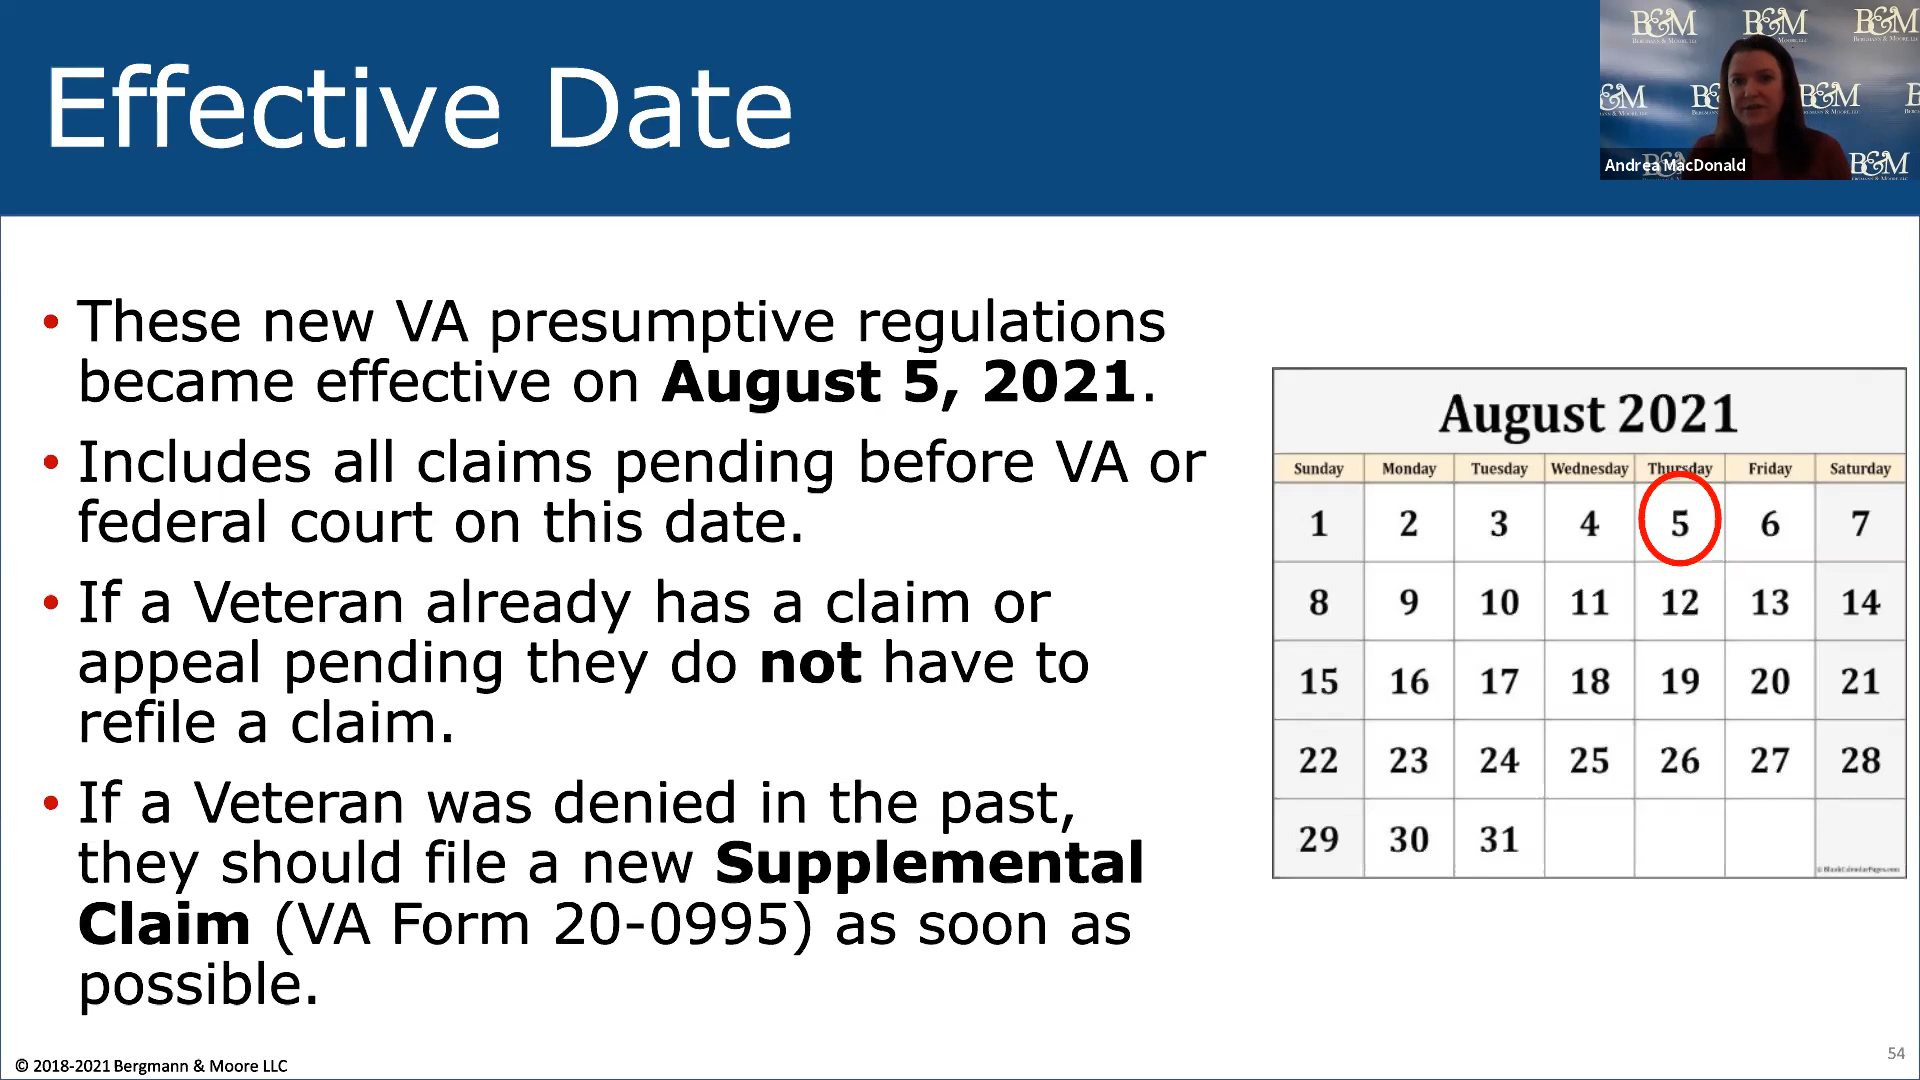 Effective Date
B&M B&M B&M
BERGMANN & MOORE, LLC
B&M B&M B&M
B&M B&M
Andrea MacDonald
• These new VA presumptive regulations
became effective on August 5, 2021.
• Includes all claims pending before VA or
federal court on this date.
• If a Veteran already has a claim or
appeal pending they do not have to
refile a claim.
• If a Veteran was denied in the past,
they should file a new Supplemental
Claim (VA Form 20-0995) as soon as
possible.
August 2021
Sunday Monday Tuesday Wednesday Thursday Friday Saturday
1 2 3 4 5 6 7
8 9 10 11 12 13 14
15 16 17 18 19 20 21
22 23 24 25 26 27 28
29 30 31
© BlankCalendarPages.com
© 2018-2021 Bergmann & Moore LLC
54